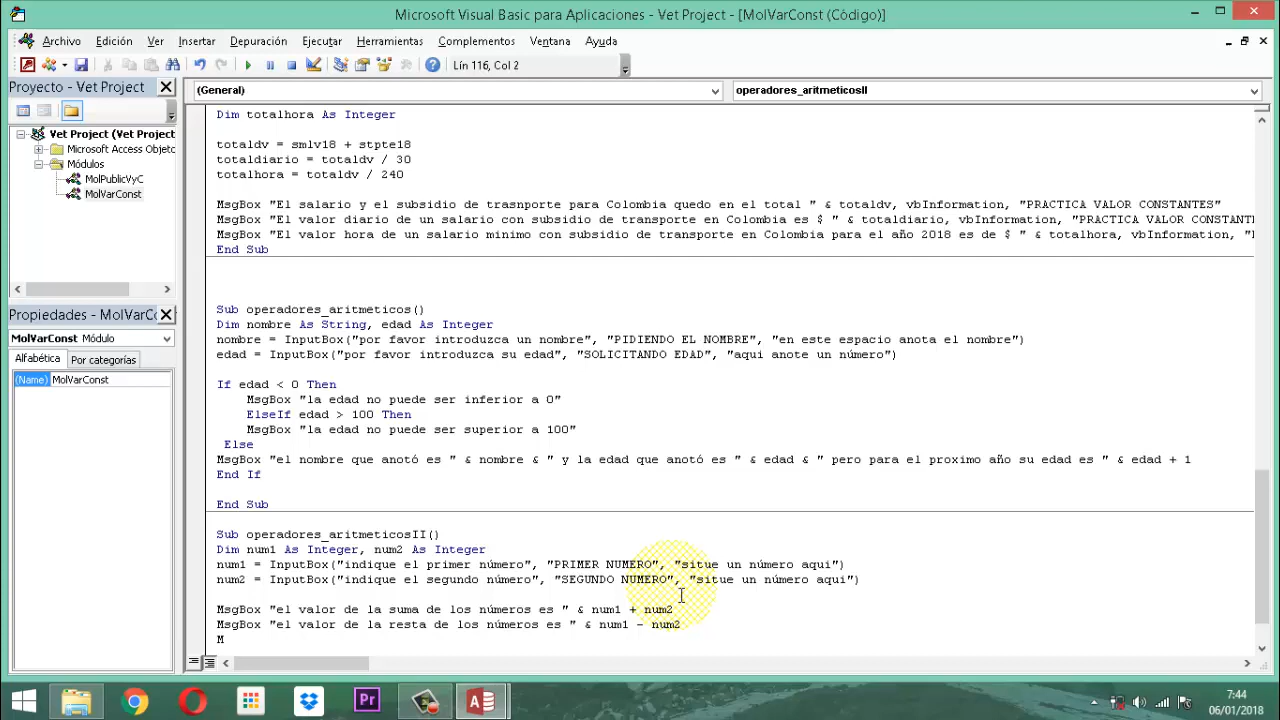 Microsoft Visual Basic para Aplicaciones - Vet Project - [MolVarConst (Código)]
Archivo Edición Ver Insertar Formato Depuración Ejecutar Herramientas Complementos Ventana Ayuda
Lín 116, Col 2
Proyecto - Vet Project
(General)
operadores_aritmeticosII
Vet Project (Vet Project
Microsoft Access Objeto
Módulos
MolPublicVyC
MolVarConst
Propiedades - MolVarCo
MolVarConst Módulo
Alfabética Por categorías
(Name) MolVarConst
Dim totalhora As Integer
totaldv = smlv18 + stpte18
totaldiario = totaldv / 30
totalhora = totaldv / 240
MsgBox "El salario y el subsidio de trasnporte para Colombia quedo en el total " & totaldv, vbInformation, "PRACTICA VALOR CONSTANTES"
MsgBox "El valor diario de un salario con subsidio de transporte en Colombia es $ " & totaldiario, vbInformation, "PRACTICA VALOR CONSTANT
MsgBox "El valor hora de un salario minimo con subsidio de transporte en Colombia para el año 2018 es de $ " & totalhora, vbInformation, "
End Sub
Sub operadores_aritmeticos()
Dim nombre As String, edad As Integer
nombre = InputBox("por favor introduzca un nombre", "PIDIENDO EL NOMBRE", "en este espacio anota el nombre")
edad = InputBox("por favor introduzca su edad", "SOLICITANDO EDAD", "aqui anote un número")
If edad < 0 Then
MsgBox "la edad no puede ser inferior a 0"
ElseIf edad > 100 Then
MsgBox "la edad no puede ser superior a 100"
Else
MsgBox "el nombre que anotó es " & nombre & " y la edad que anotó es " & edad & " pero para el proximo año su edad es " & edad + 1
End If
End Sub
Sub operadores_aritmeticosII()
Dim num1 As Integer, num2 As Integer
num1 = InputBox("indique el primer número", "PRIMER NUMERO", "situe un número aqui")
num2 = InputBox("indique el segundo número", "SEGUNDO NUMERO", "situe un número aqui")
MsgBox "el valor de la suma de los números es " & num1 + num2
MsgBox "el valor de la resta de los números es " & num1 - num2
M
Pr
7:44
06/01/2018